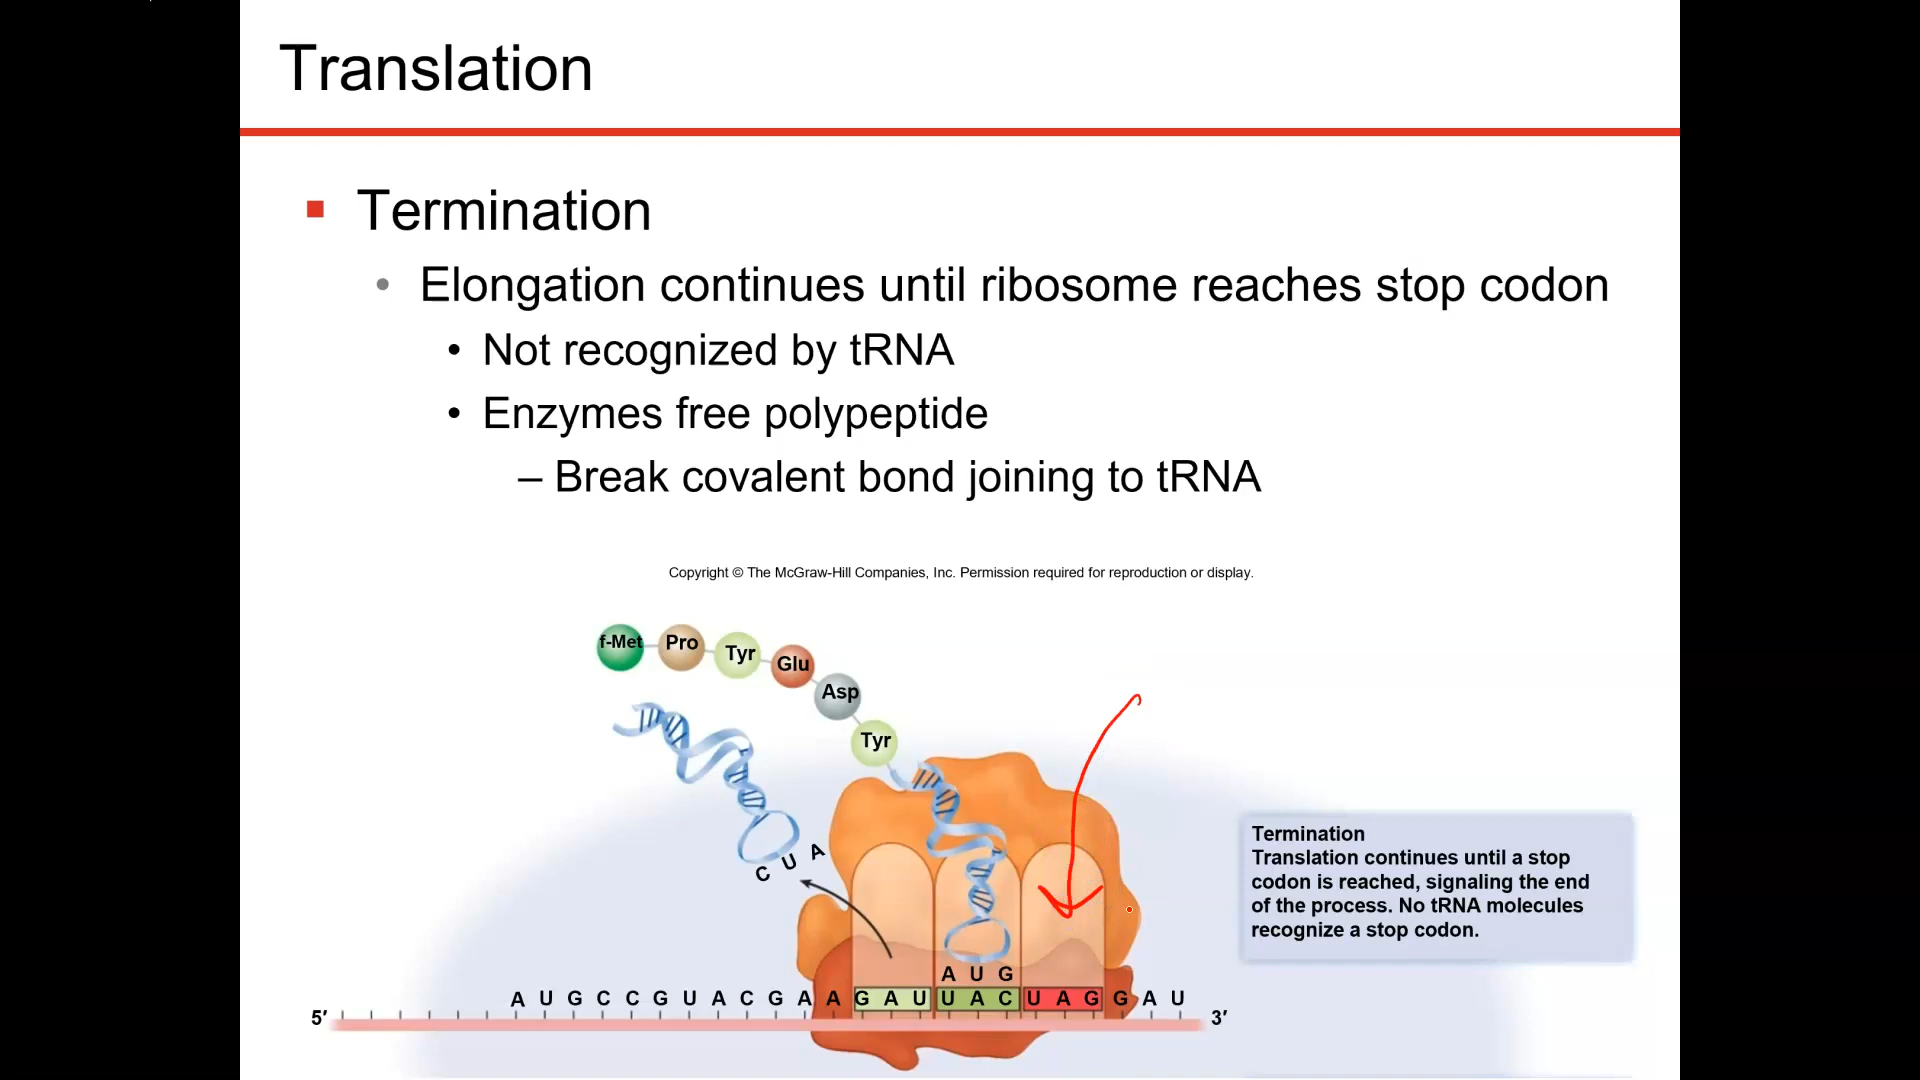 Translation
Termination
Elongation continues until ribosome reaches stop codon
Not recognized by tRNA
Enzymes free polypeptide
– Break covalent bond joining to tRNA
Copyright © The McGraw-Hill Companies, Inc. Permission required for reproduction or display.
f-Met Pro Tyr Glu Asp Tyr
C U A
Termination
Translation continues until a stop
codon is reached, signaling the end
of the process. No tRNA molecules
recognize a stop codon.
A U G
A U G C C G U A C G A A G A U U A C U A G G A U
5′ 3′